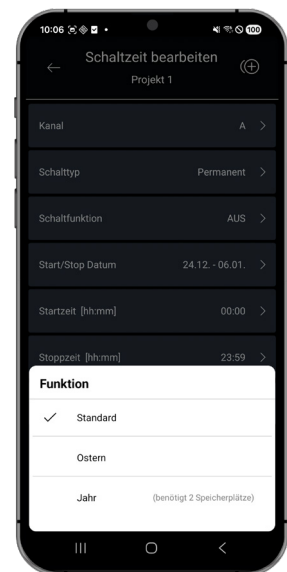 10:06 100
Schaltzeit bearbeiten
Projekt 1
Kanal A
Schalttyp Permanent
Schaltfunktion AUS
Start/Stop Datum 24.12. - 06.01.
Startzeit [hh:mm] 00:00
Stoppzeit [hh:mm] 23:59
Funktion
Standard
Ostern
Jahr (benötigt 2 Speicherplätze)